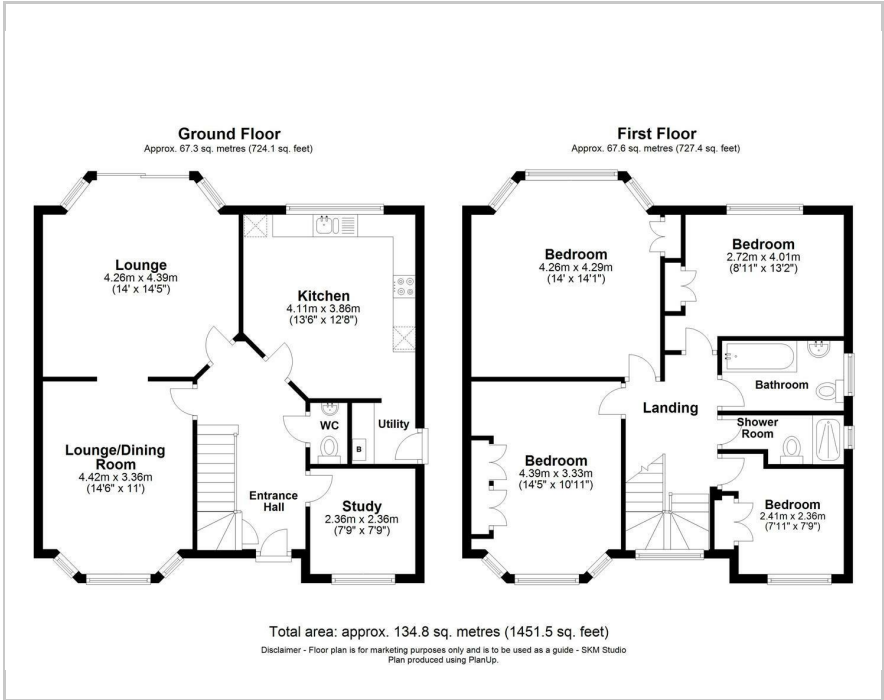 Ground Floor
Approx. 67.3 sq. metres (724.1 sq. feet)
Lounge
4.26m x 4.39m
(14' x 14'5")
Kitchen
4.11m x 3.86m
(13'6" x 12'8")
Lounge/Dining
Room
4.42m x 3.36m
(14'6" x 11')
WC
B
Utility
Entrance
Hall
Study
2.36m x 2.36m
(7'9" x 7'9")
First Floor
Approx. 67.6 sq. metres (727.4 sq. feet)
Bedroom
4.26m x 4.29m
(14' x 14'1")
Bedroom
2.72m x 4.01m
(8'11" x 13'2")
Bathroom
Landing
Shower
Room
Bedroom
4.39m x 3.33m
(14'5" x 10'11")
Bedroom
2.41m x 2.36m
(7'11" x 7'9")
Total area: approx. 134.8 sq. metres (1451.5 sq. feet)
Disclaimer - Floor plan is for marketing purposes only and is to be used as a guide - SKM Studio
Plan produced using PlanUp.